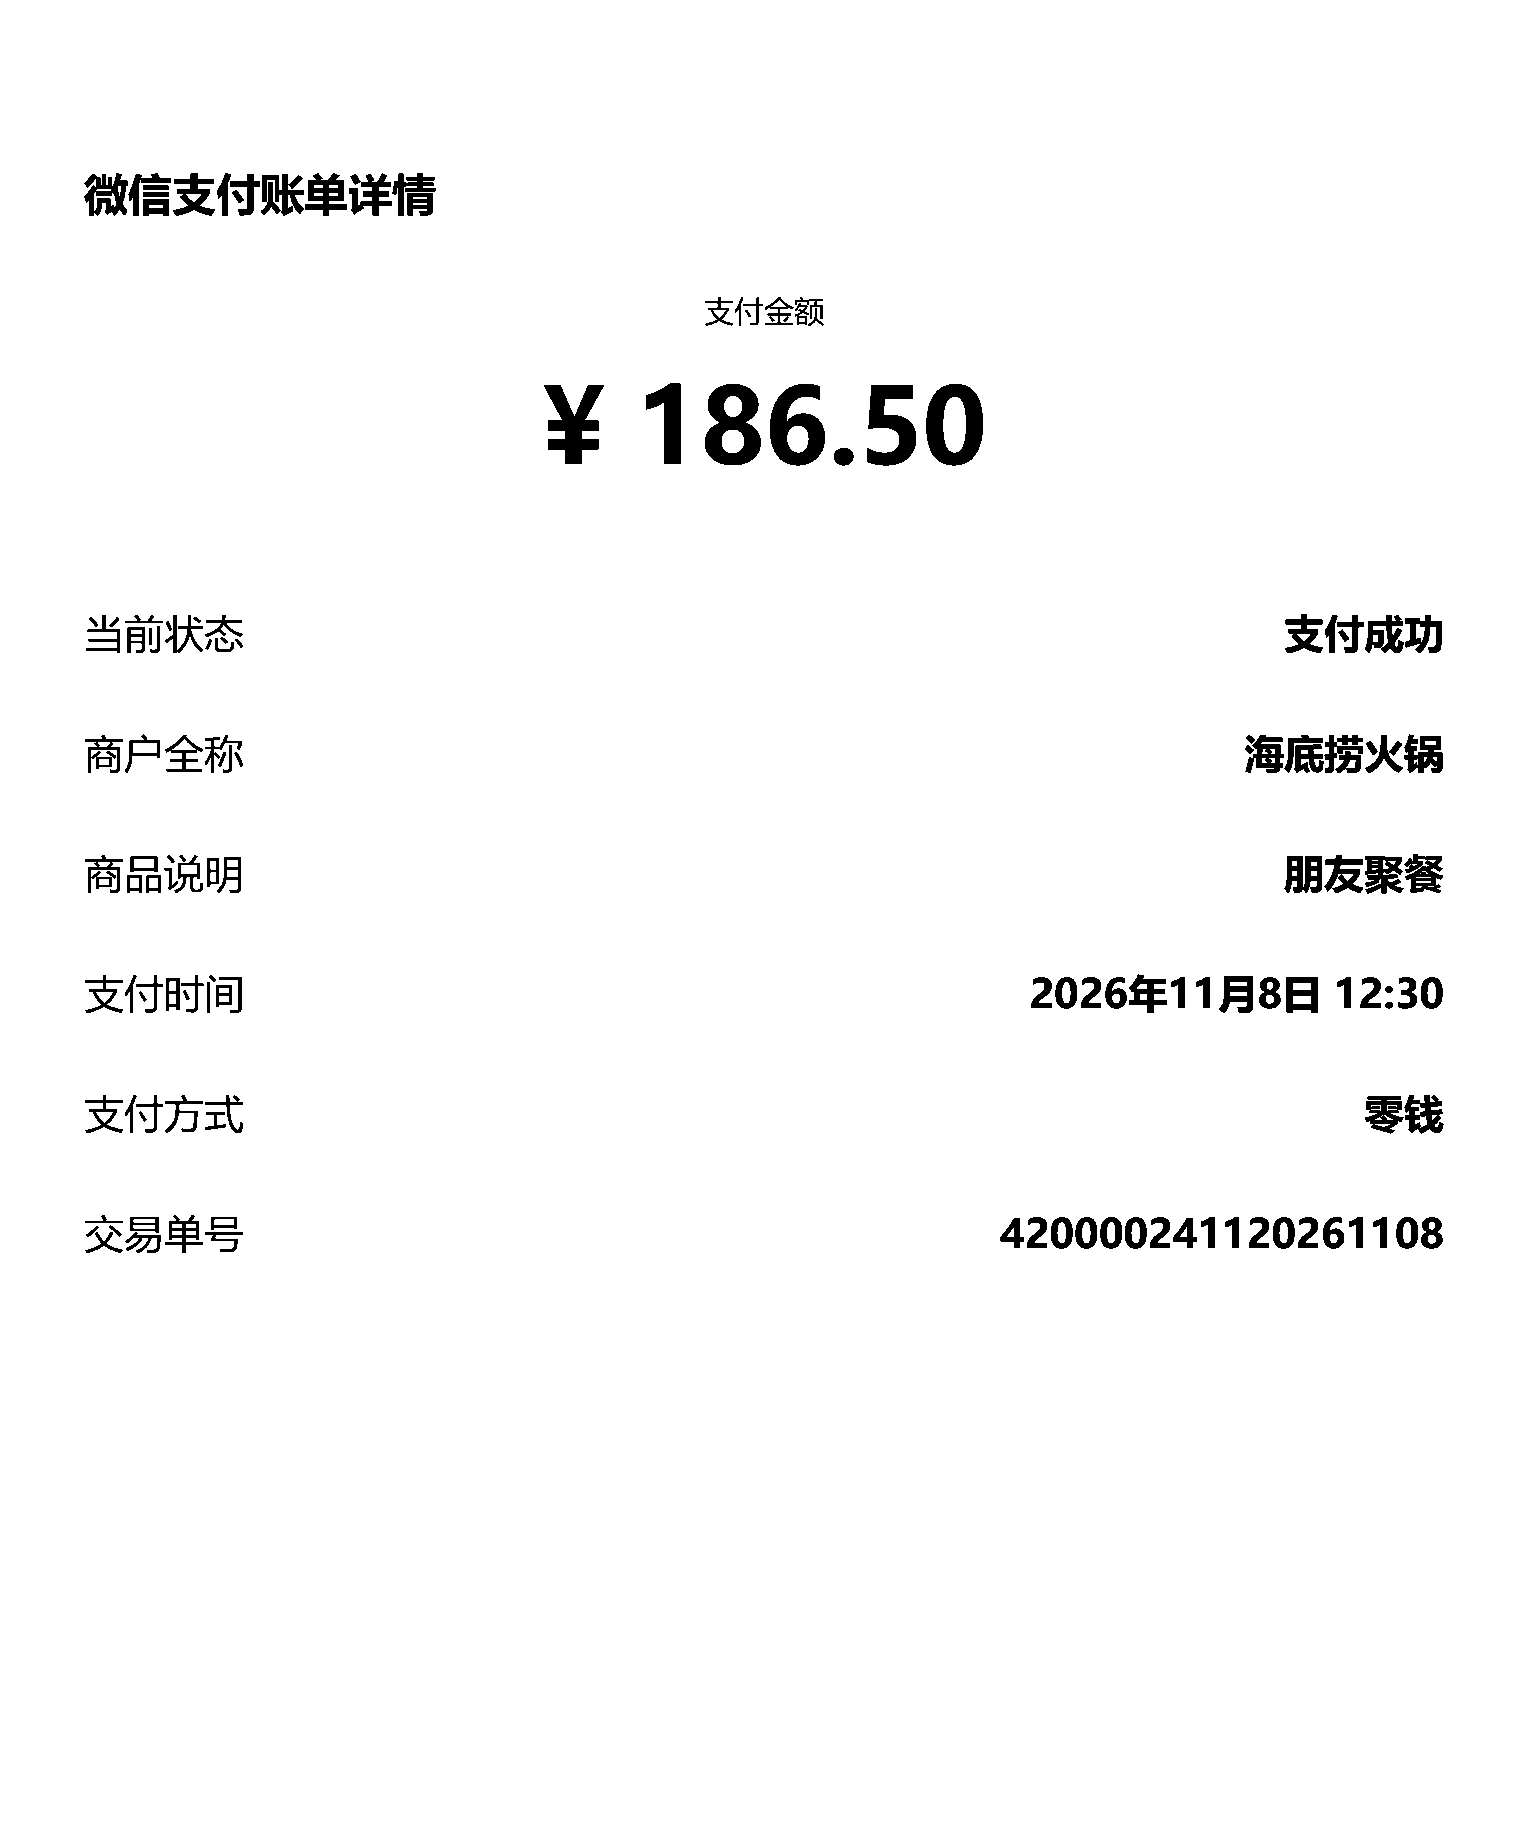 微信支付账单详情
支付金额
¥ 186.50
当前状态 支付成功
商户全称 海底捞火锅
商品说明 朋友聚餐
支付时间 2026年11月8日 12:30
支付方式 零钱
交易单号 420000241120261108